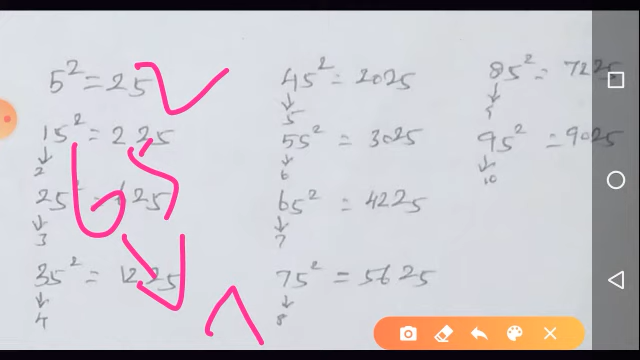 5² = 25
15² = 225
2
25² = 625
3
35² = 1225
4
45² = 2025
5
55² = 3025
6
65² = 4225
7
75² = 5625
8
85² = 7225
9
95² = 9025
10
65